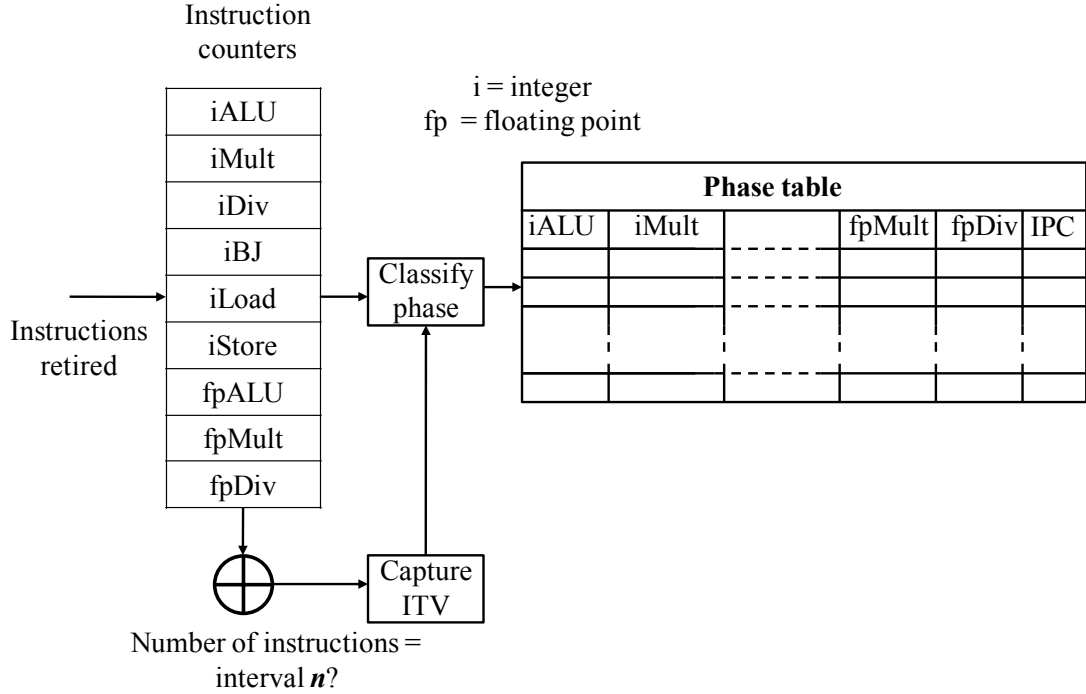 Instruction
counters
iALU
iMult
iDiv
iBJ
iLoad
iStore
fpALU
fpMult
fpDiv
Instructions
retired
Number of instructions =
interval n?
i = integer
fp = floating point
Classify
phase
Capture
ITV
Phase table
iALU iMult fpMult fpDiv IPC